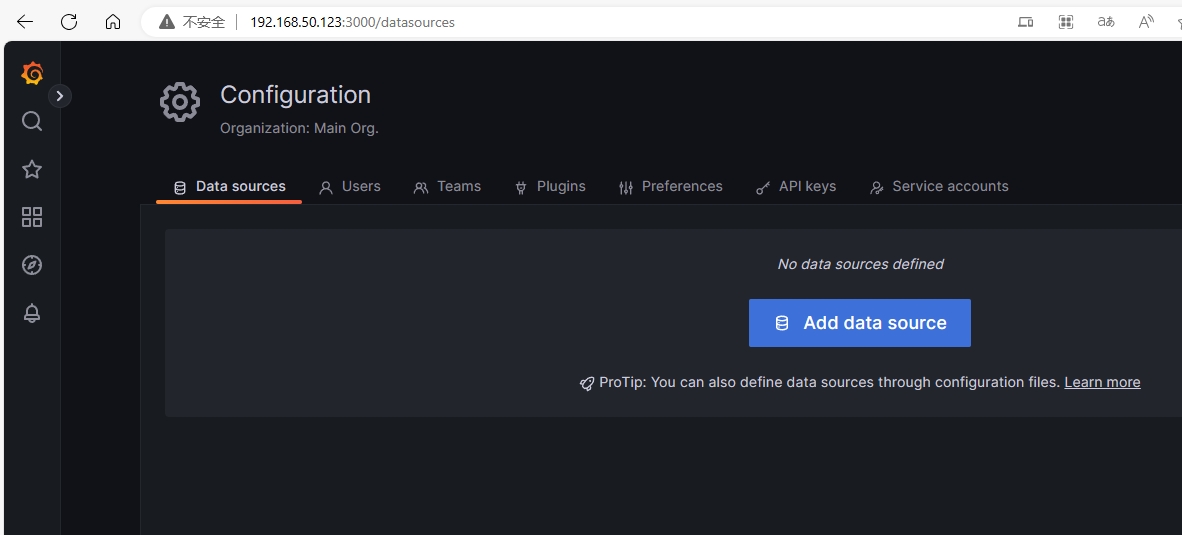 不安全 192.168.50.123:3000/datasources aあ A
Configuration
Organization: Main Org.
Data sources Users Teams Plugins Preferences API keys Service accounts
No data sources defined
Add data source
ProTip: You can also define data sources through configuration files. Learn more